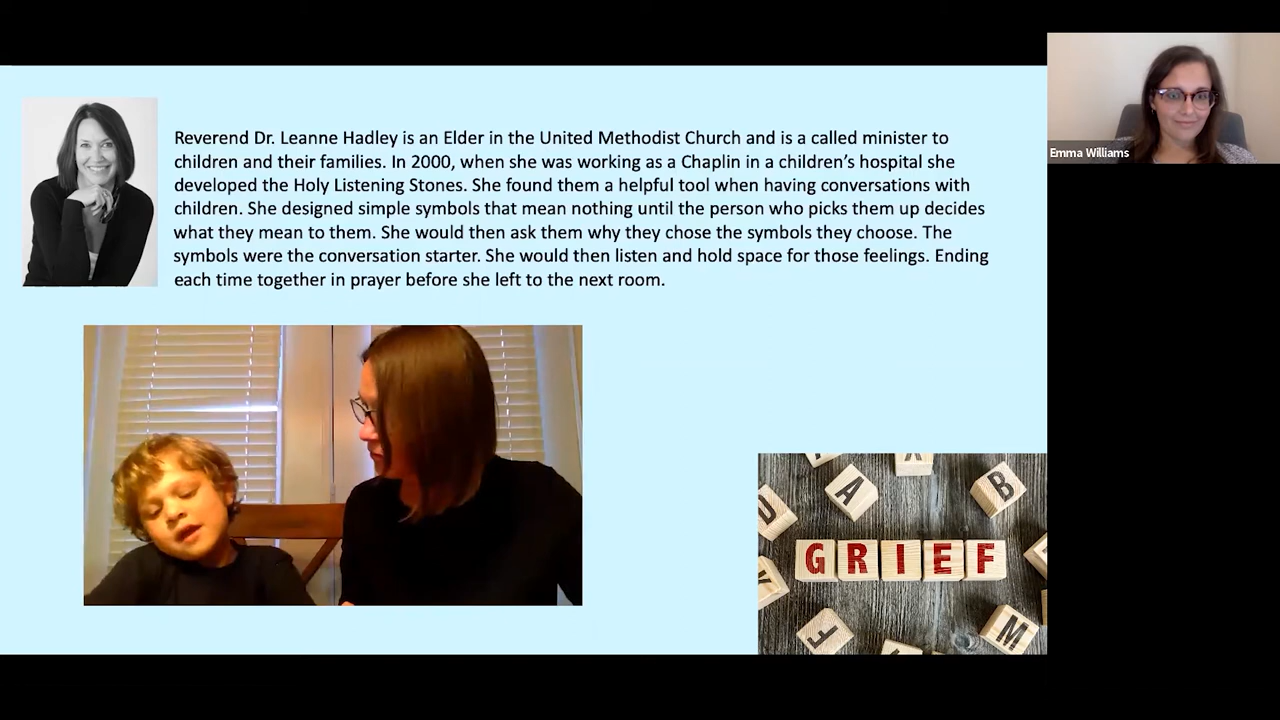 Reverend Dr. Leanne Hadley is an Elder in the United Methodist Church and is a called minister to
children and their families. In 2000, when she was working as a Chaplin in a children's hospital she
developed the Holy Listening Stones. She found them a helpful tool when having conversations with
children. She designed simple symbols that mean nothing until the person who picks them up decides
what they mean to them. She would then ask them why they chose the symbols they choose. The
symbols were the conversation starter. She would then listen and hold space for those feelings. Ending
each time together in prayer before she left to the next room.
Emma Williams
A
B
D
GRIEF
F
M